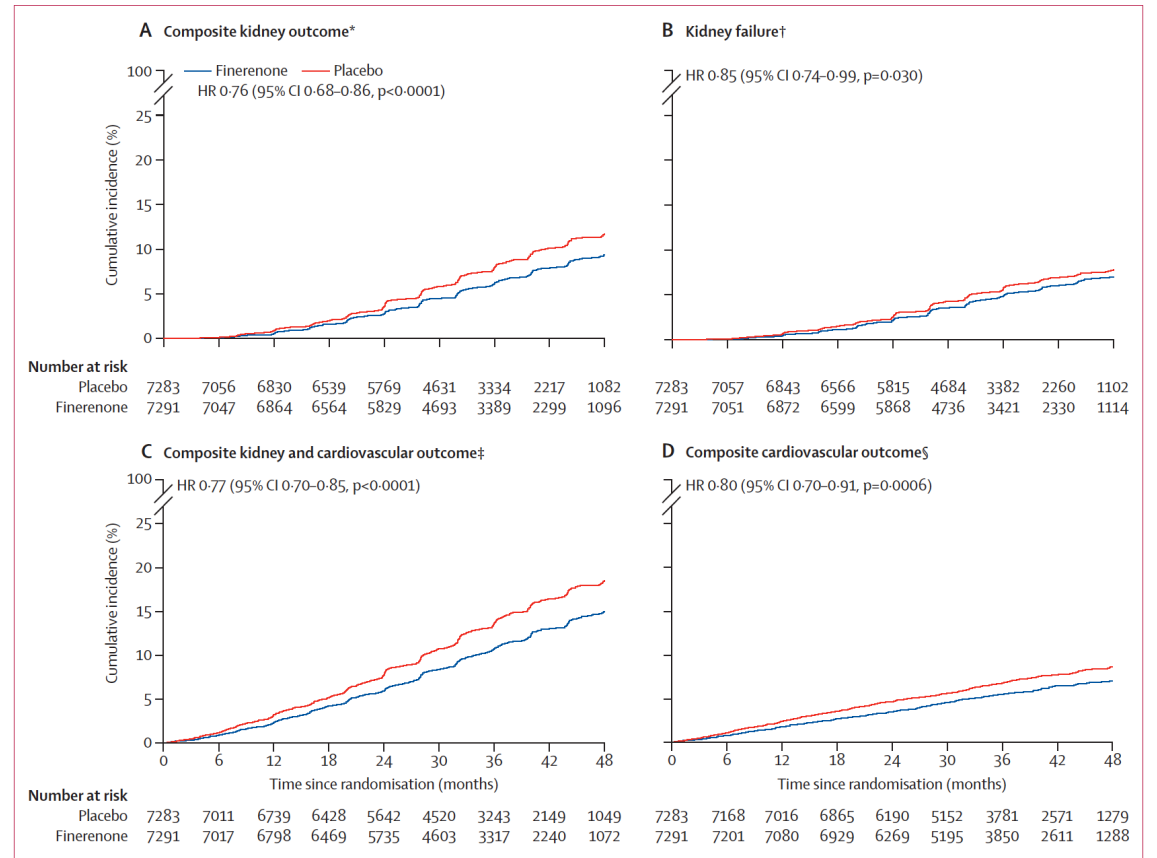 A Composite kidney outcome*
B Kidney failure†
Finerenone Placebo
HR 0·76 (95% CI 0·68–0·86, p<0·0001)
HR 0·85 (95% CI 0·74–0·99, p=0·030)
Cumulative incidence (%)
100
25
20
15
10
5
0
Number at risk
Placebo 7283 7056 6830 6539 5769 4631 3334 2217 1082
Finerenone 7291 7047 6864 6564 5829 4693 3389 2299 1096
7283 7057 6843 6566 5815 4684 3382 2260 1102
7291 7051 6872 6599 5868 4736 3421 2330 1114
C Composite kidney and cardiovascular outcome‡
D Composite cardiovascular outcome§
HR 0·77 (95% CI 0·70–0·85, p<0·0001)
HR 0·80 (95% CI 0·70–0·91, p=0·0006)
Cumulative incidence (%)
100
25
20
15
10
5
0
0 6 12 18 24 30 36 42 48
0 6 12 18 24 30 36 42 48
Time since randomisation (months)
Time since randomisation (months)
Number at risk
Placebo 7283 7011 6739 6428 5642 4520 3243 2149 1049
Finerenone 7291 7017 6798 6469 5735 4603 3317 2240 1072
7283 7168 7016 6865 6190 5152 3781 2571 1279
7291 7201 7080 6929 6269 5195 3850 2611 1288